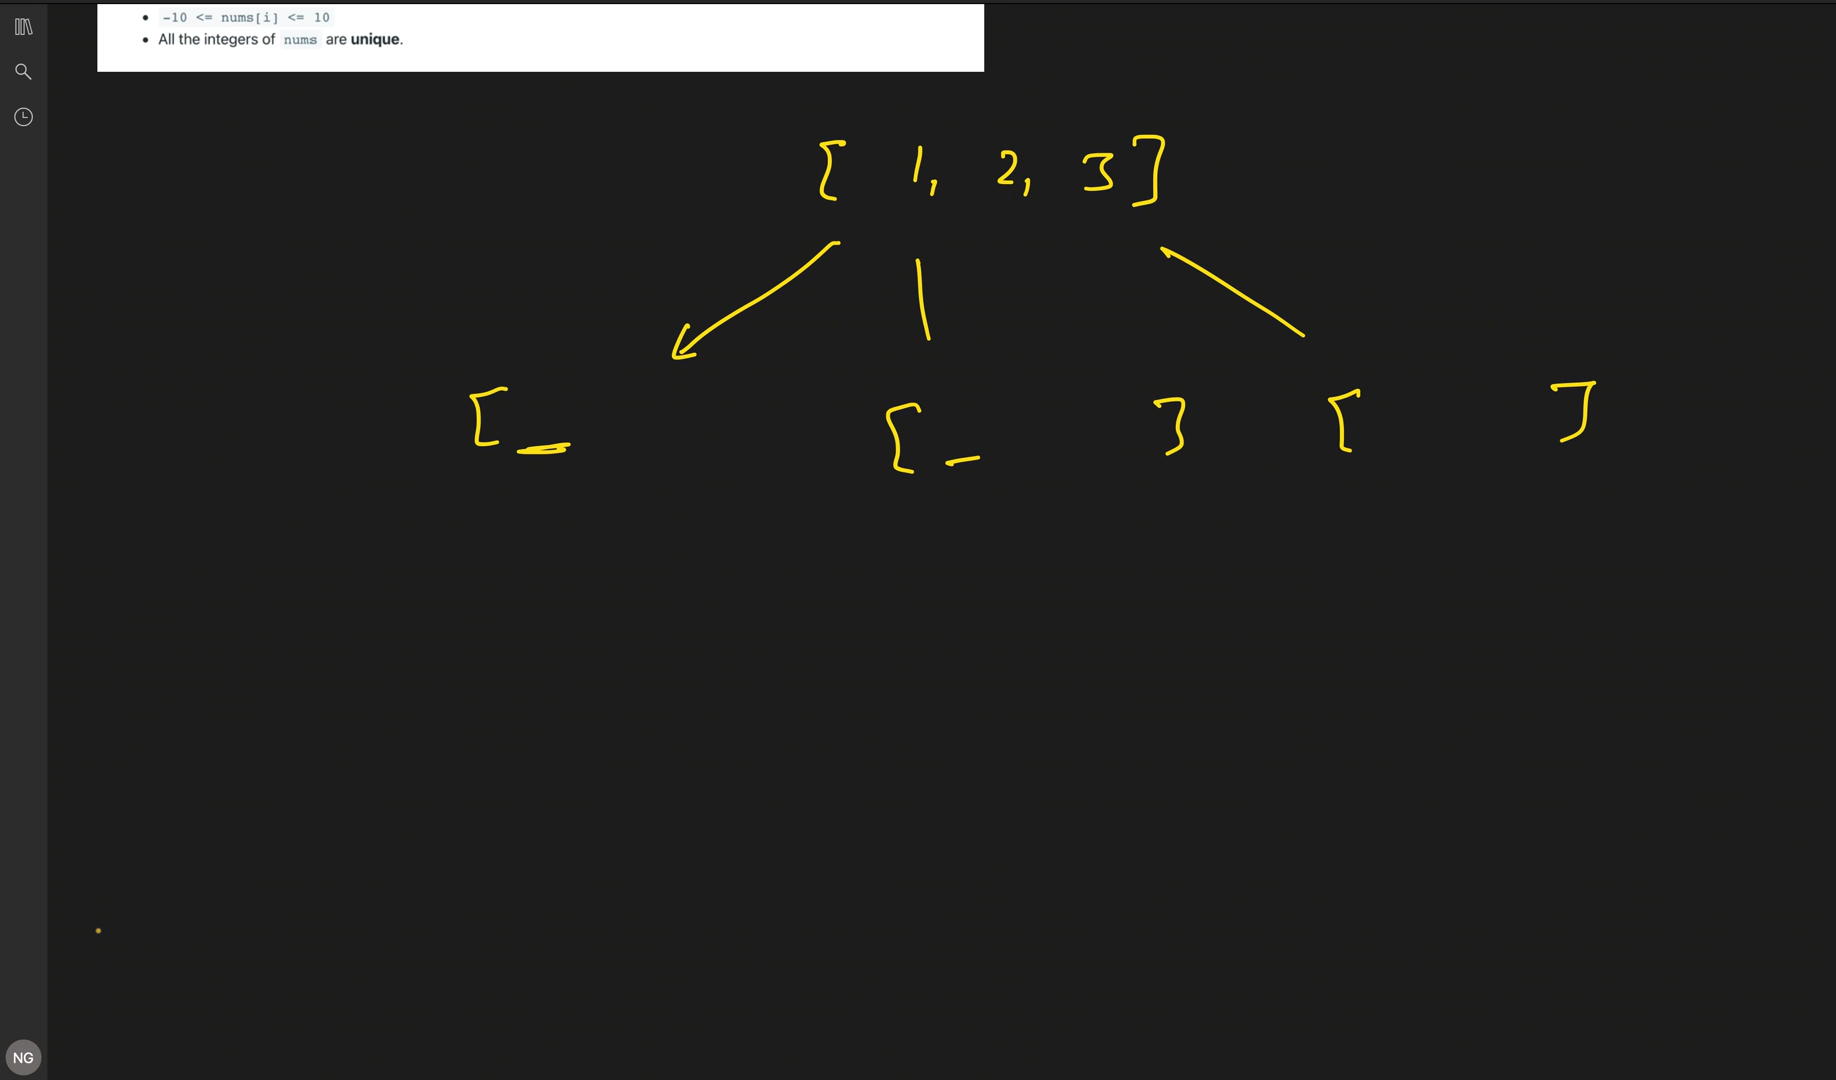 -10 <= nums[i] <= 10
All the integers of nums are unique.
[ 1, 2, 3 ]
[ _ [ _ ] [ ]
NG